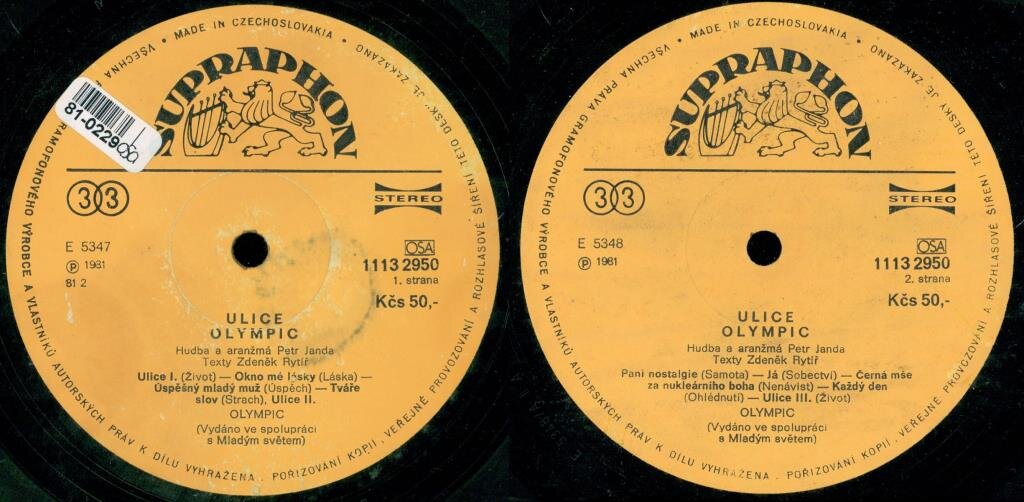 VŠECHNA
• MADE IN CZECHOSLOVAKIA •
RAMOFONOVÉHO VÝROBCE A VLASTNÍKŮ AUTORSKÝCH PRÁV K DÍLU VYHRAŽENA . POŘIZOVÁNÍ KOPIÍ . VEŘEJNÉ PROVOZOVÁNÍ A ROZHLASOVÉ ŠÍŘENÍ TÉTO DESKY JE ZAKÁZÁNO
SUPRAPHON
81-0229
OSA
33
STEREO
E 5347
OSA
℗ 1981
1113 2950
81 2
1. strana
Kčs 50,-
ULICE
OLYMPIC
Hudba a aranžmá Petr Janda
Texty Zdeněk Rytíř
Ulice I. (Život) — Okno mé lásky (Láska) —
Úspěšný mladý muž (Úspěch) — Tváře
slov (Strach), Ulice II.
OLYMPIC
(Vydáno ve spolupráci
s Mladým světem)
• MADE IN CZECHOSLOVAKIA •
VŠECHNA PRÁVA GRAMOFONOVÉHO VÝROBCE A VLASTNÍKŮ AUTORSKÝCH PRÁV K DÍLU VYHRAŽENA . POŘIZOVÁNÍ KOPIÍ . VEŘEJNÉ PROVOZOVÁNÍ A ROZHLASOVÉ ŠÍŘENÍ TÉTO DESKY JE ZAKÁZÁNO
SUPRAPHON
33
STEREO
E 5348
OSA
℗ 1981
1113 2950
2. strana
Kčs 50,-
ULICE
OLYMPIC
Hudba a aranžmá Petr Janda
Texty Zdeněk Rytíř
Paní nostalgie (Samota) — Já (Sobectví) — Černá mše
za nukleárního boha (Nenávist) — Každý den
(Ohlédnutí) — Ulice III. (Život)
OLYMPIC
(Vydáno ve spolupráci
s Mladým světem)